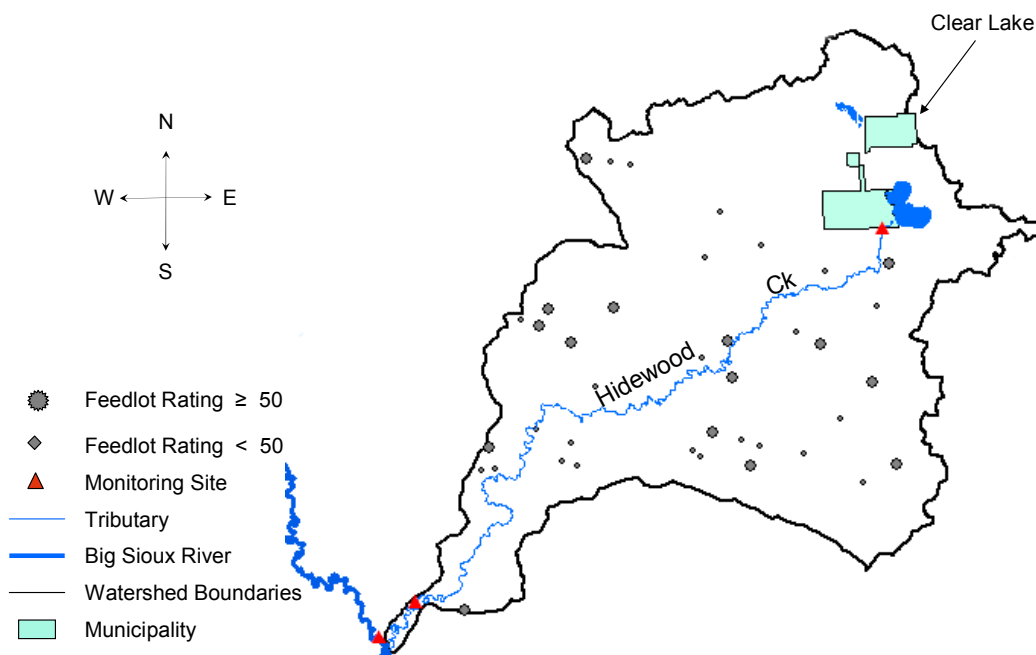 Clear Lake
N
W E
S
Ck
Hidewood
Feedlot Rating ≥ 50
Feedlot Rating < 50
Monitoring Site
Tributary
Big Sioux River
Watershed Boundaries
Municipality